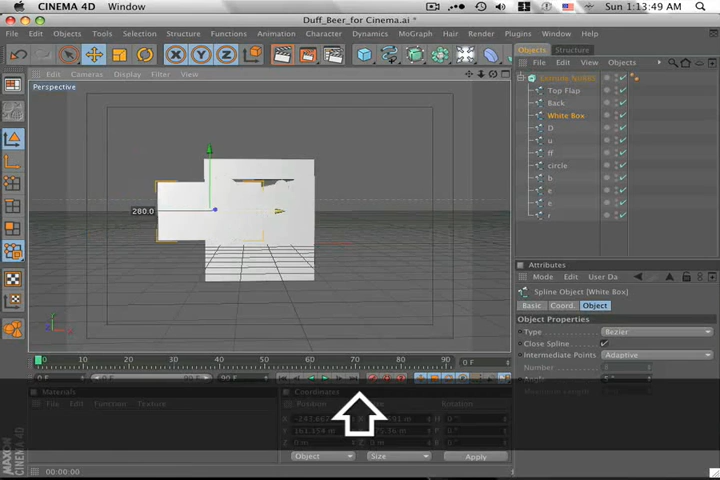 CINEMA 4D Window Sun 1:13:49 AM
Duff_Beer_for Cinema.ai *
File Edit Objects Tools Selection Structure Functions Animation Character Dynamics MoGraph Hair Render Plugins Window Help
Edit Cameras Display Filter View
Perspective
280.0
Objects Structure
File Edit View Objects
Extrude NURBS
Top Flap
Back
White Box
D
u
ff
circle
b
e
e
r
Attributes
Mode Edit User Da
Spline Object [White Box]
Basic Coord. Object
Object Properties
Type Bezier
Close Spline
Intermediate Points Adaptive
Number
Angle
0 10 20 30 40 50 60 70 80 90 0 F
0 F 90 F
Materials
File Edit Function Texture
Coordinates
Position Rotation
Object Size Apply
00:00:00
MAXON
CINEMA 4D